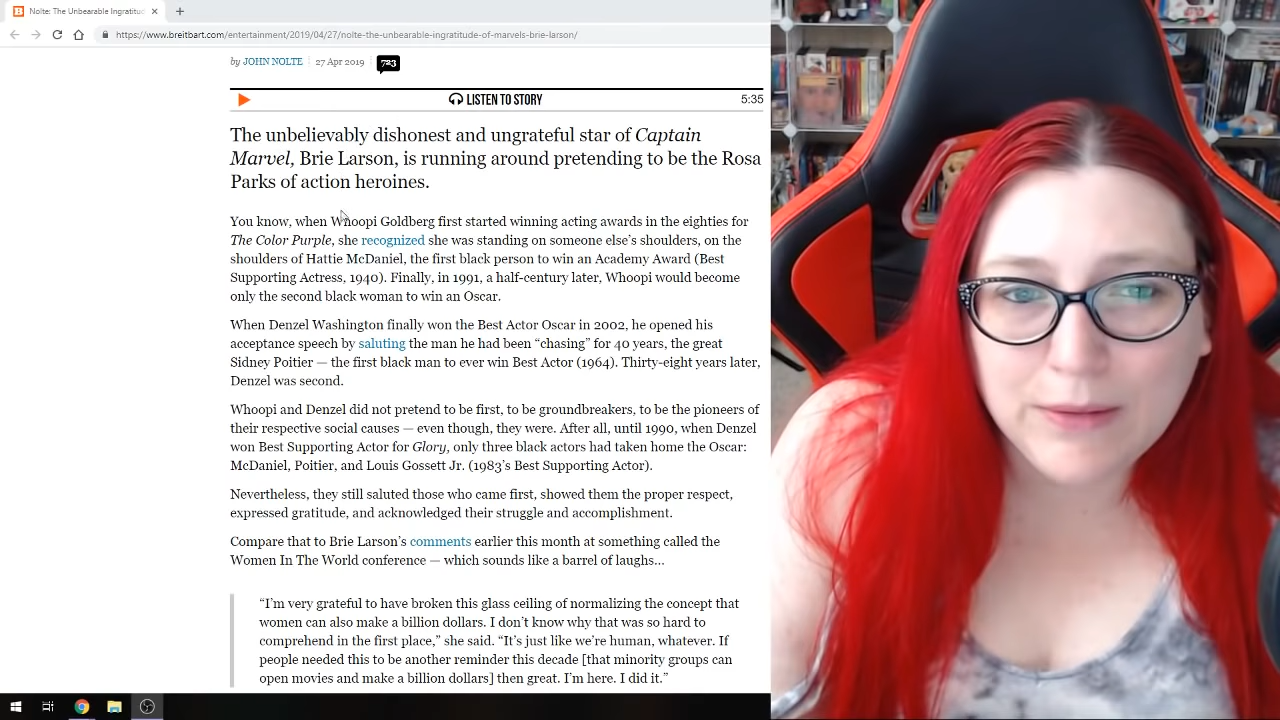 Nolte: The Unbearable Ingratitud
https://www.breitbart.com/entertainment/2019/04/27/nolte-the-unbearable-ingratitude-of-marvels-brie-larson/
by JOHN NOLTE 27 Apr 2019 723
LISTEN TO STORY 5:35
The unbelievably dishonest and ungrateful star of Captain
Marvel, Brie Larson, is running around pretending to be the Rosa
Parks of action heroines.
You know, when Whoopi Goldberg first started winning acting awards in the eighties for
The Color Purple, she recognized she was standing on someone else’s shoulders, on the
shoulders of Hattie McDaniel, the first black person to win an Academy Award (Best
Supporting Actress, 1940). Finally, in 1991, a half-century later, Whoopi would become
only the second black woman to win an Oscar.
When Denzel Washington finally won the Best Actor Oscar in 2002, he opened his
acceptance speech by saluting the man he had been “chasing” for 40 years, the great
Sidney Poitier — the first black man to ever win Best Actor (1964). Thirty-eight years later,
Denzel was second.
Whoopi and Denzel did not pretend to be first, to be groundbreakers, to be the pioneers of
their respective social causes — even though, they were. After all, until 1990, when Denzel
won Best Supporting Actor for Glory, only three black actors had taken home the Oscar:
McDaniel, Poitier, and Louis Gossett Jr. (1983’s Best Supporting Actor).
Nevertheless, they still saluted those who came first, showed them the proper respect,
expressed gratitude, and acknowledged their struggle and accomplishment.
Compare that to Brie Larson’s comments earlier this month at something called the
Women In The World conference — which sounds like a barrel of laughs…
“I’m very grateful to have broken this glass ceiling of normalizing the concept that
women can also make a billion dollars. I don’t know why that was so hard to
comprehend in the first place,” she said. “It’s just like we’re human, whatever. If
people needed this to be another reminder this decade [that minority groups can
open movies and make a billion dollars] then great. I’m here. I did it.”